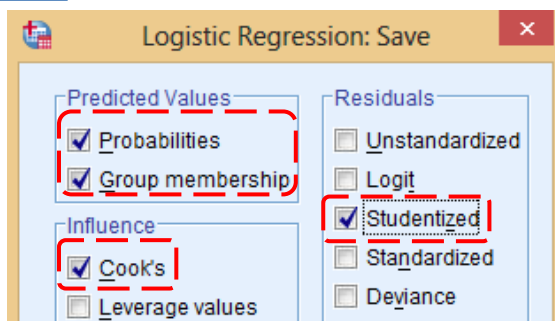 Logistic Regression: Save
Predicted Values
Probabilities
Group membership
Influence
Cook's
Leverage values
Residuals
Unstandardized
Logit
Studentized
Standardized
Deviance